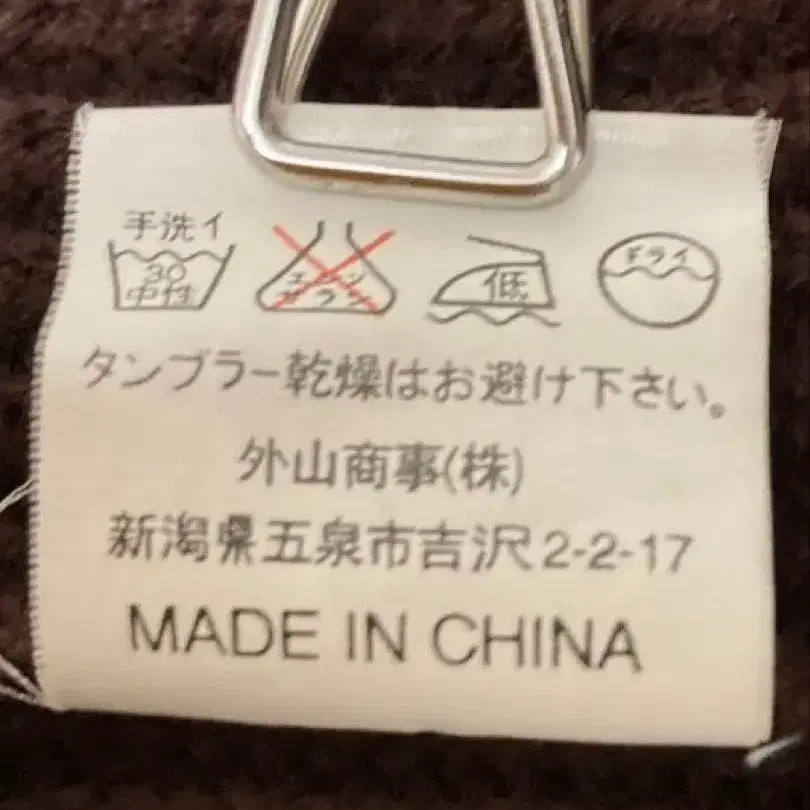 手洗イ
30
中性
エンソ
サラシ
低
ドライ
タンブラー乾燥はお避け下さい。
外山商事(株)
新潟県五泉市吉沢2-2-17
MADE IN CHINA